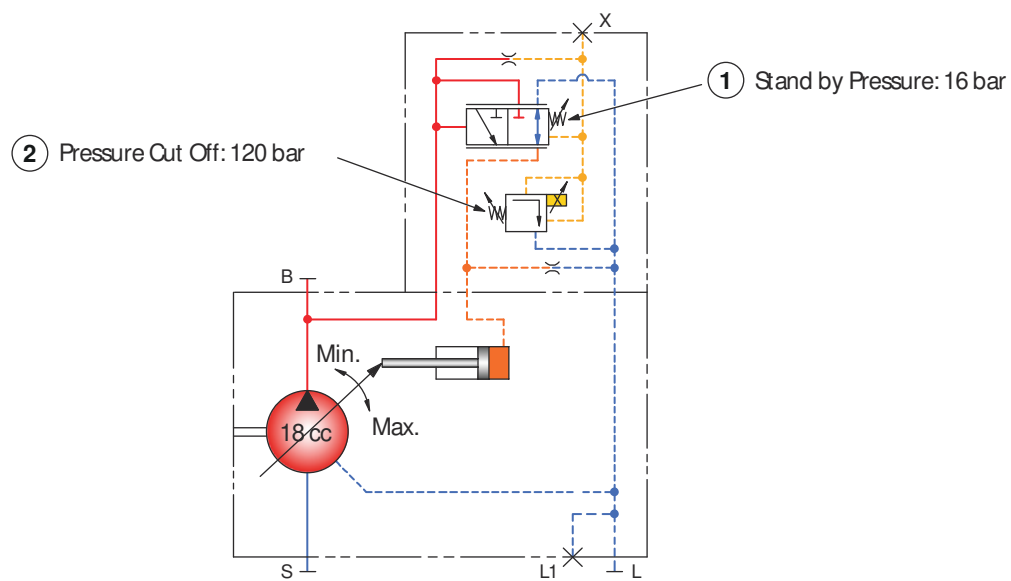 X
1 Stand by Pressure: 16 bar
2 Pressure Cut Off: 120 bar
B
Min.
Max.
18 cc
S
L1
L